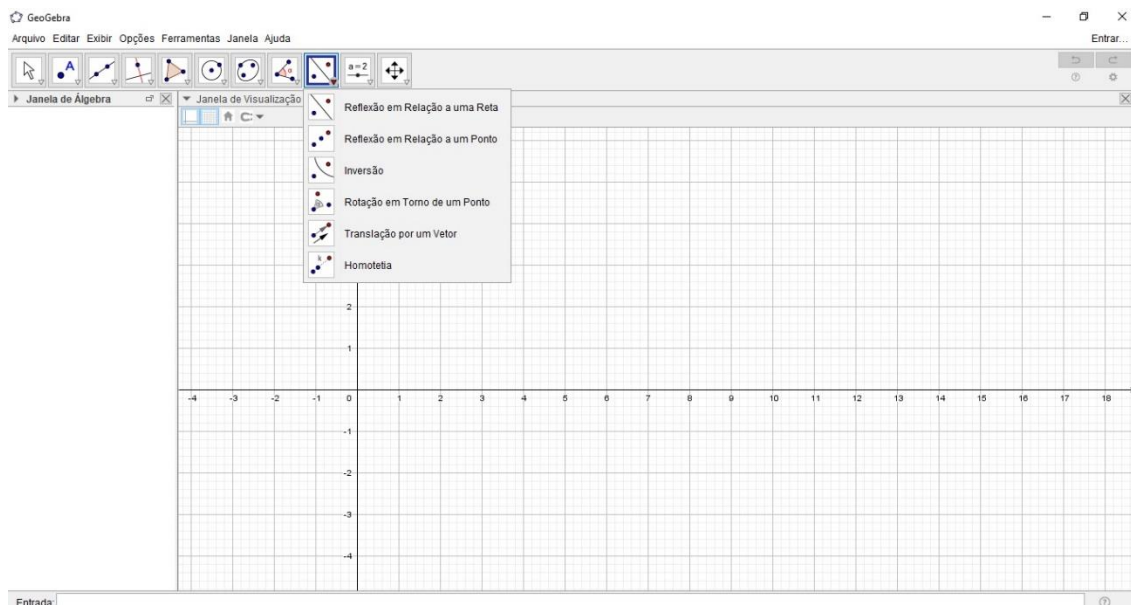 GeoGebra
Arquivo Editar Exibir Opções Ferramentas Janela Ajuda
Entrar...
A
a=2
Janela de Álgebra
Janela de Visualização
Reflexão em Relação a uma Reta
Reflexão em Relação a um Ponto
Inversão
Rotação em Torno de um Ponto
Translação por um Vetor
Homotetia
2
1
-4 -3 -2 -1 0 1 2 3 4 5 6 7 8 9 10 11 12 13 14 15 16 17 18
-1
-2
-3
-4
Entrada: